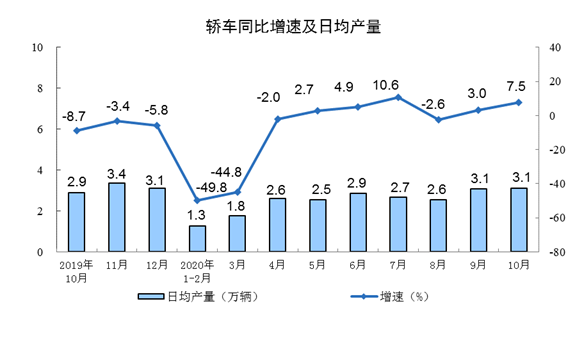 轿车同比增速及日均产量
10
8
6
4
2
0
40
20
0
-20
-40
-60
-80
-8.7
-3.4
-5.8
-49.8
-44.8
-2.0
2.7
4.9
10.6
-2.6
3.0
7.5
2.9
3.4
3.1
1.3
1.8
2.6
2.5
2.9
2.7
2.6
3.1
3.1
2019年
10月
11月
12月
2020年
1-2月
3月
4月
5月
6月
7月
8月
9月
10月
日均产量（万辆）
增速（%）